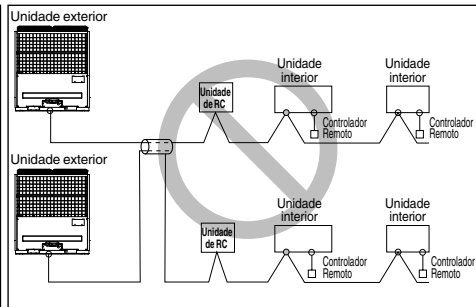 Unidade exterior
Unidade
de RC
Unidade
interior
Controlador
Remoto
Unidade
interior
Controlador
Remoto
Unidade exterior
Unidade
de RC
Unidade
interior
Controlador
Remoto
Unidade
interior
Controlador
Remoto